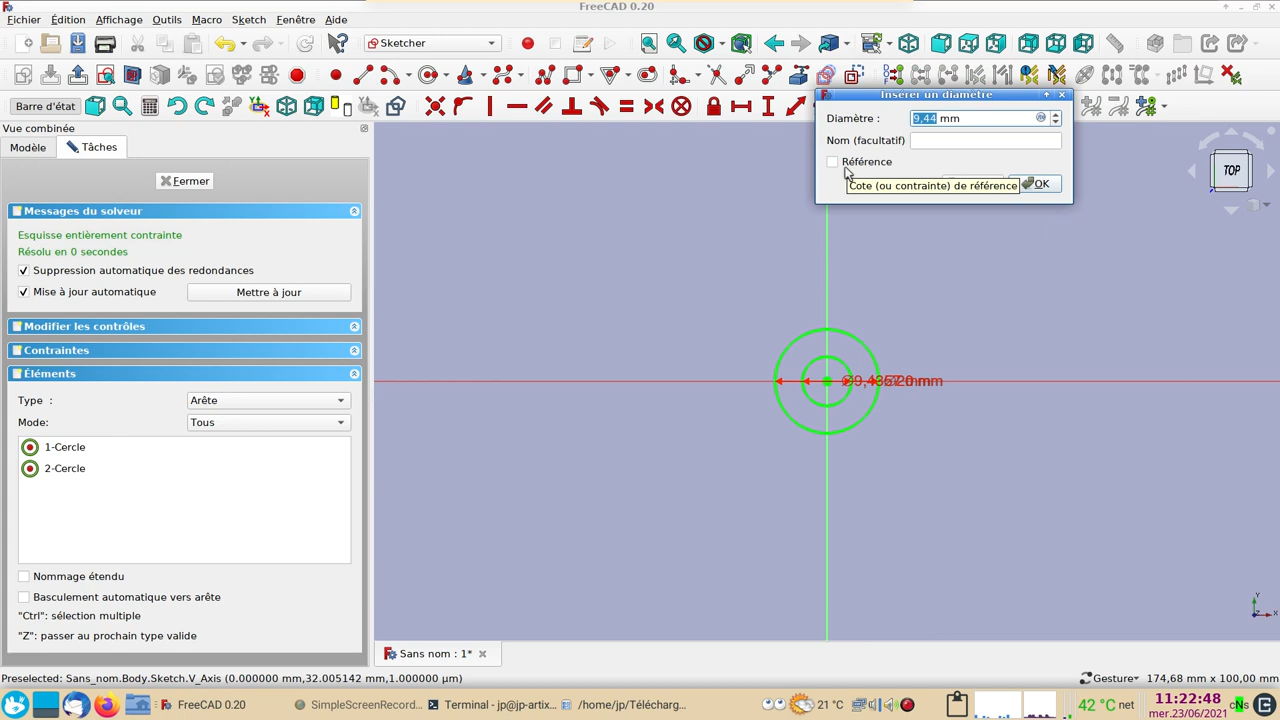 FreeCAD 0.20
Fichier Édition Affichage Outils Macro Sketch Fenêtre Aide
Sketcher
Barre d'état
Vue combinée
Modèle
Tâches
Fermer
Messages du solveur
Esquisse entièrement contrainte
Résolu en 0 secondes
Suppression automatique des redondances
Mise à jour automatique
Mettre à jour
Modifier les contrôles
Contraintes
Éléments
Type :
Arête
Mode:
Tous
1-Cercle
2-Cercle
Nommage étendu
Basculement automatique vers arête
"Ctrl": sélection multiple
"Z": passer au prochain type valide
Insérer un diamètre
Diamètre : 9,44 mm
Nom (facultatif)
Référence
Cote (ou contrainte) de référence
OK
TOP
Y
X
Sans nom : 1*
Preselected: Sans_nom.Body.Sketch.V_Axis (0.000000 mm,32.005142 mm,1.000000 µm)
Gesture
174,68 mm x 100,00 mm
FreeCAD 0.20
SimpleScreenRecord...
Terminal - jp@jp-artix...
/home/jp/Télécharg...
21 °C
42 °C net
11:22:48
mer.23/06/2021